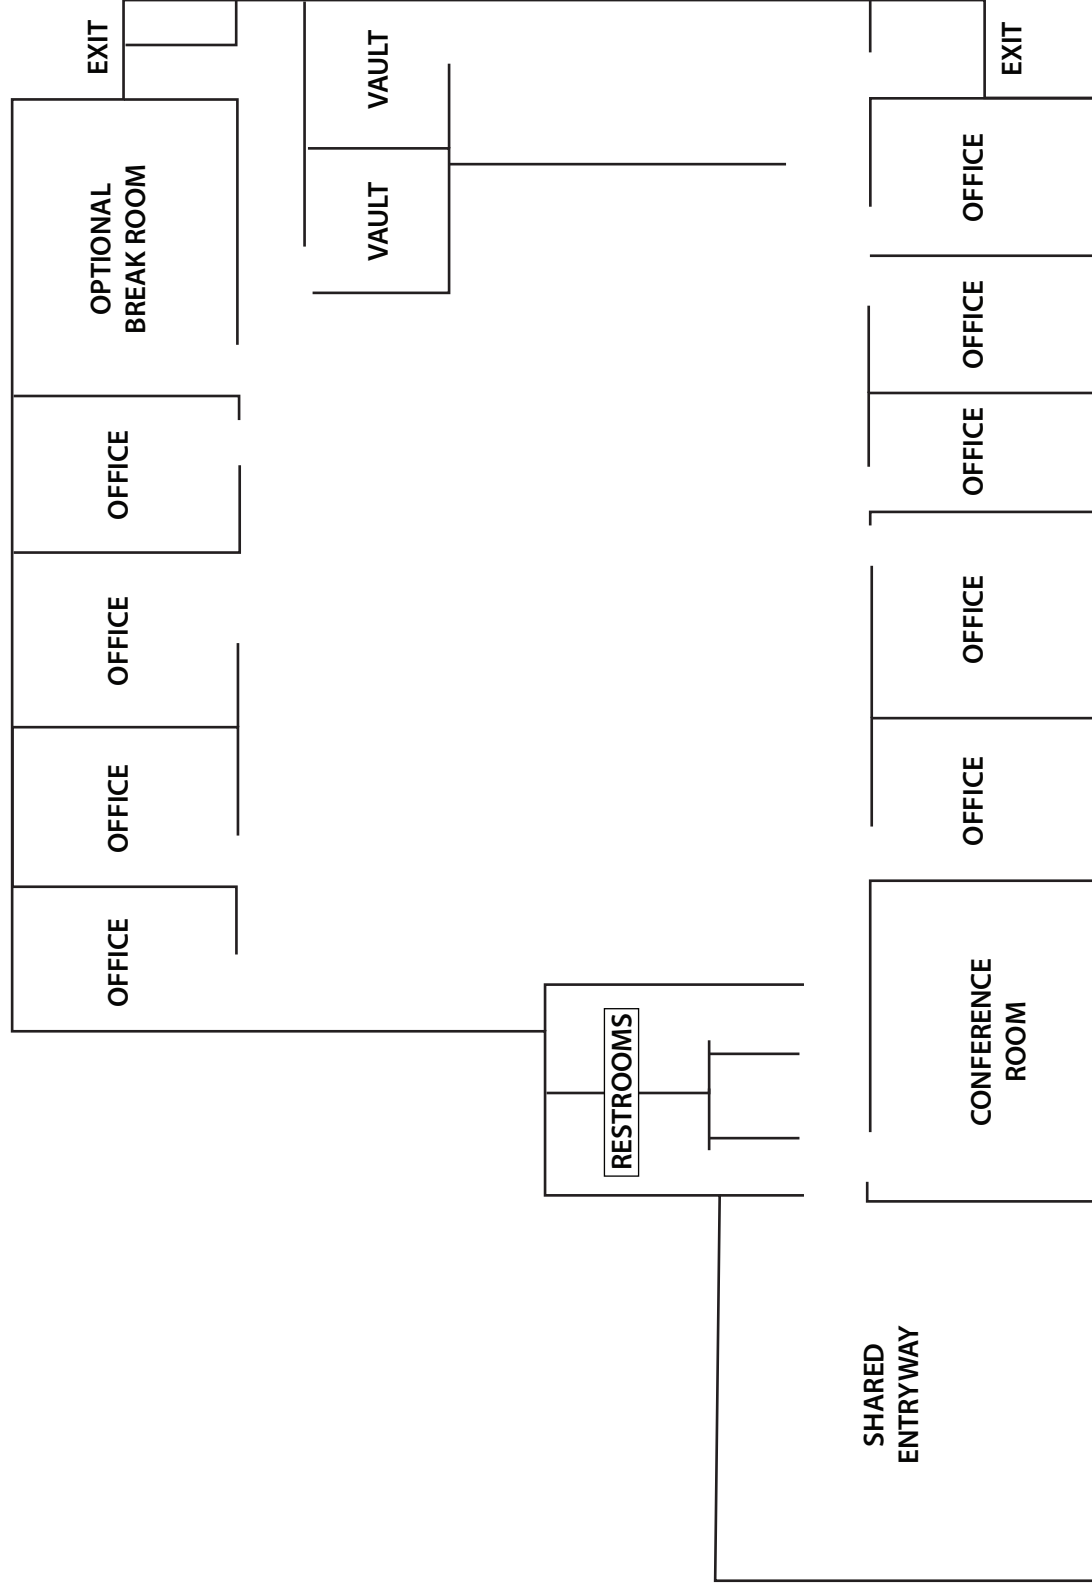 OFFICE
OFFICE
OFFICE
OFFICE
OPTIONAL
BREAK ROOM
EXIT
VAULT
VAULT
RESTROOMS
SHARED
ENTRYWAY
CONFERENCE
ROOM
OFFICE
OFFICE
OFFICE
OFFICE
OFFICE
EXIT